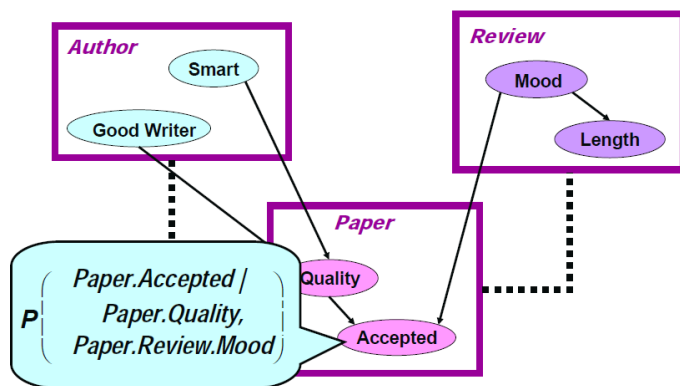 Author
Smart
Good Writer
Review
Mood
Length
Paper
Quality
Accepted
P
Paper.Accepted |
Paper.Quality,
Paper.Review.Mood